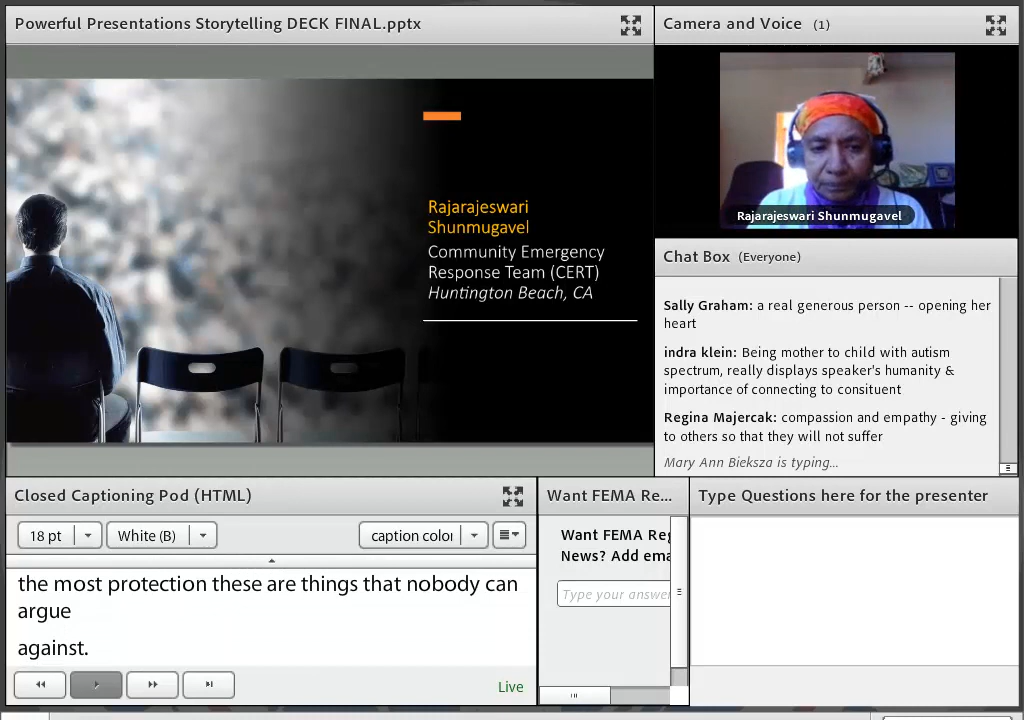 Powerful Presentations Storytelling DECK FINAL.pptx
Rajarajeswari
Shunmugavel
Community Emergency
Response Team (CERT)
Huntington Beach, CA
Camera and Voice (1)
Rajarajeswari Shunmugavel
Chat Box (Everyone)
Sally Graham: a real generous person -- opening her
heart
indra klein: Being mother to child with autism
spectrum, really displays speaker's humanity &
importance of connecting to consituent
Regina Majercak: compassion and empathy - giving
to others so that they will not suffer
Mary Ann Bieksza is typing...
Closed Captioning Pod (HTML)
18 pt
White (B)
caption color
the most protection these are things that nobody can
argue
against.
Live
Want FEMA Re...
Want FEMA Reg
News? Add ema
Type your answer
Type Questions here for the presenter